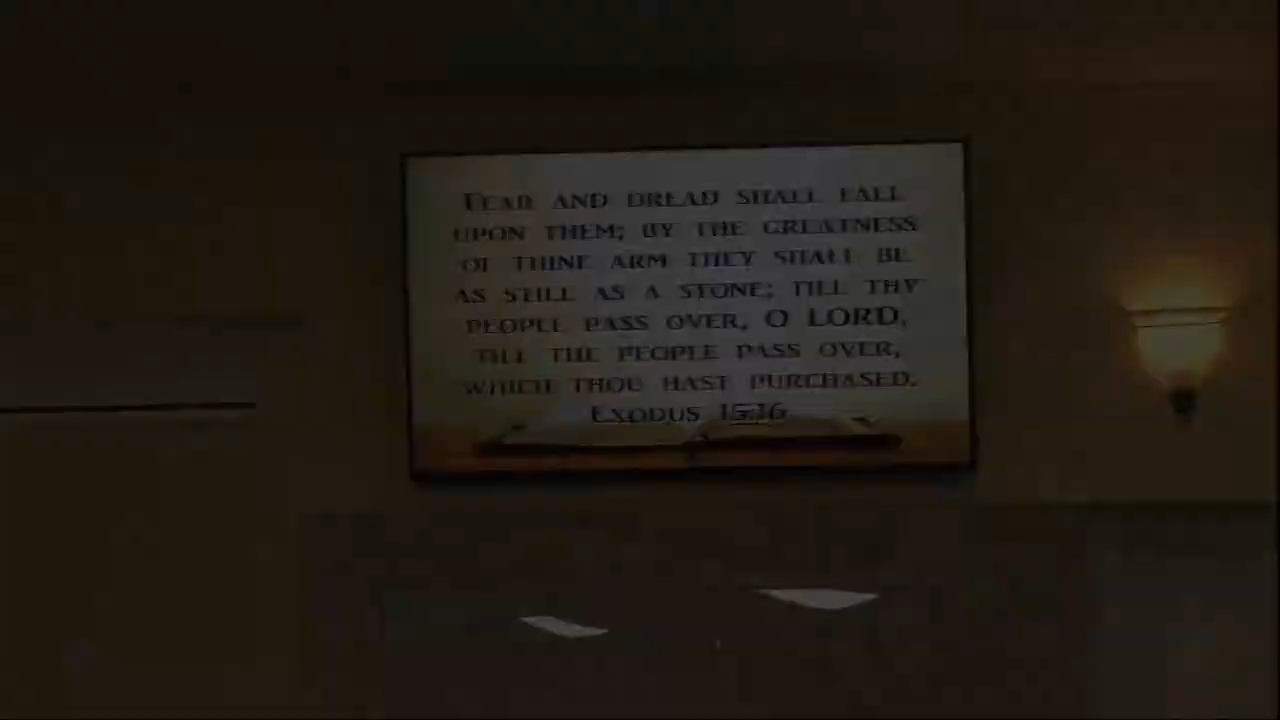 Fear and dread shall fall
upon them; by the greatness
of thine arm they shall be
as still as a stone; till thy
people pass over, O LORD,
till the people pass over,
which thou hast purchased.
Exodus 15:16